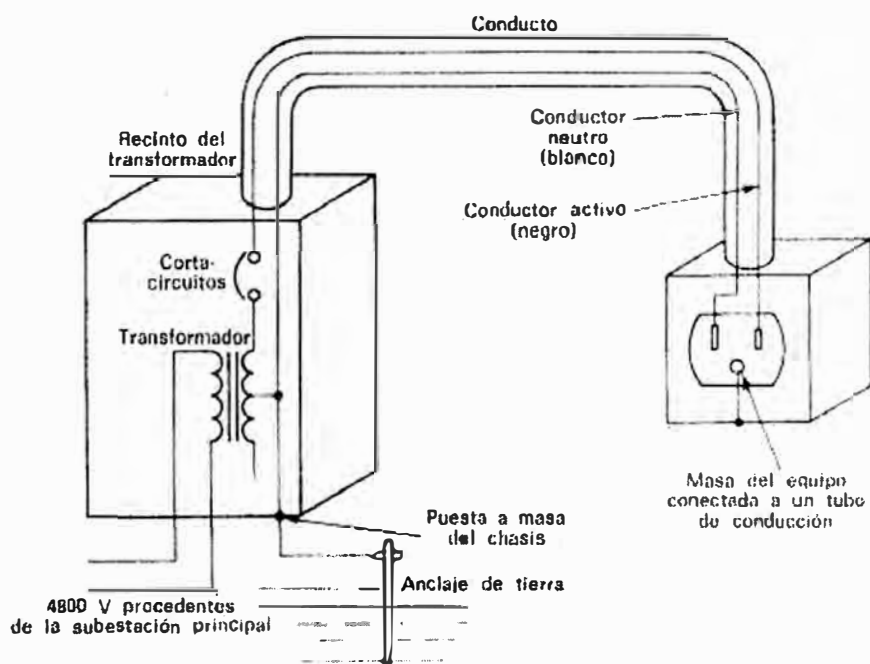 Conducto
Conductor
neutro
(blanco)
Recinto del
transformador
Conductor activo
(negro)
Corta-
circuitos
Transformador
Masa del equipo
conectada a un tubo
de conducción
Puesta a masa
del chasis
Anclaje de tierra
4800 V procedentes
de la subestación principal